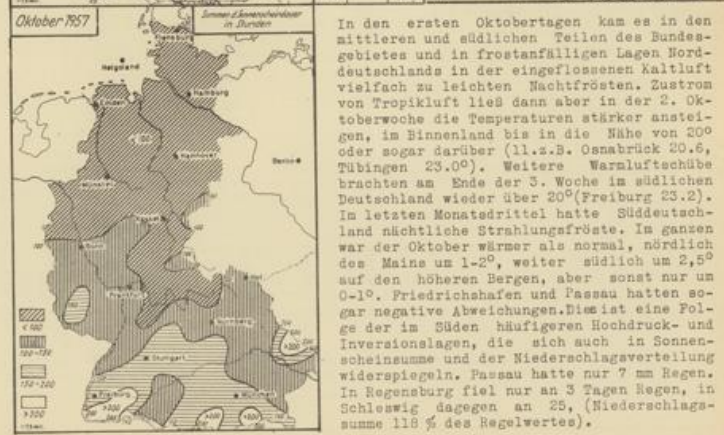 Oktober 1957
Summen d. Sonnenscheindauer
in Stunden
Flensburg
Helgoland
Hamburg
Emden
< 100
Hannover
Berlin
Münster
Kassel
Bonn
Hof
Frankfurt
Nürnberg
Stuttgart
Freiburg
München
< 100
100-150
150-200
> 200
In den ersten Oktobertagen kam es in den
mittleren und südlichen Teilen des Bundes-
gebietes und in frostanfälligen Lagen Nord-
deutschlands in der eingeflossenen Kaltluft
vielfach zu leichten Nachtfrösten. Zustrom
von Tropikluft ließ dann aber in der 2. Ok-
toberwoche die Temperaturen stärker anstei-
gen, im Binnenland bis in die Nähe von 20°
oder sogar darüber (11.z.B. Osnabrück 20.6,
Tübingen 23.0°). Weitere Warmluftschübe
brachten am Ende der 3. Woche im südlichen
Deutschland wieder über 20°(Freiburg 23.2).
Im letzten Monatsdrittel hatte Süddeutsch-
land nächtliche Strahlungsfröste. Im ganzen
war der Oktober wärmer als normal, nördlich
des Mains um 1-2°, weiter südlich um 2,5°
auf den höheren Bergen, aber sonst nur um
0-1°. Friedrichshafen und Passau hatten so-
gar negative Abweichungen.Dies ist eine Fol-
ge der im Süden häufigeren Hochdruck- und
Inversionslagen, die sich auch in Sonnen-
scheinsumme und der Niederschlagsverteilung
widerspiegeln. Passau hatte nur 7 mm Regen.
In Regensburg fiel nur an 3 Tagen Regen, in
Schleswig dagegen an 25, (Niederschlags-
summe 118 % des Regelwertes).